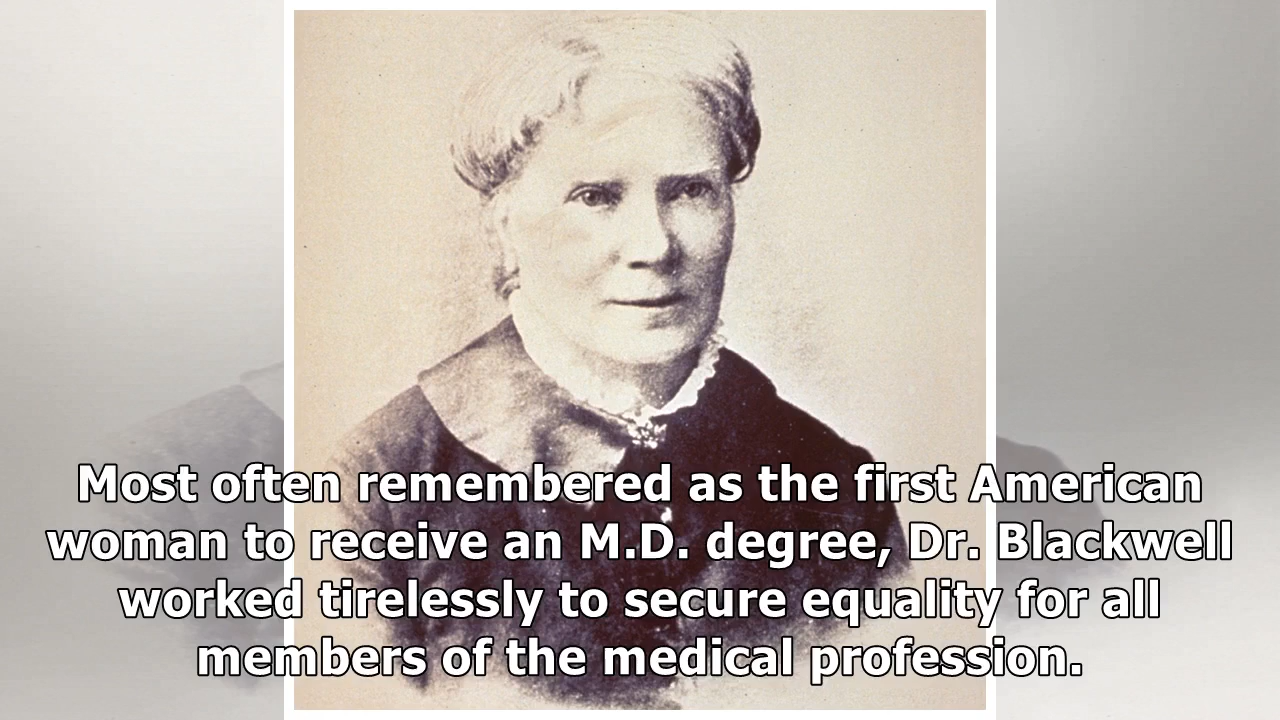 Most often remembered as the first American
woman to receive an M.D. degree, Dr. Blackwell
worked tirelessly to secure equality for all
members of the medical profession.